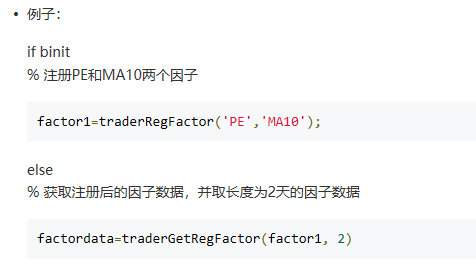 • 例子：
if binit
% 注册PE和MA10两个因子
factor1=traderRegFactor('PE','MA10');
else
% 获取注册后的因子数据，并取长度为2天的因子数据
factordata=traderGetRegFactor(factor1, 2)